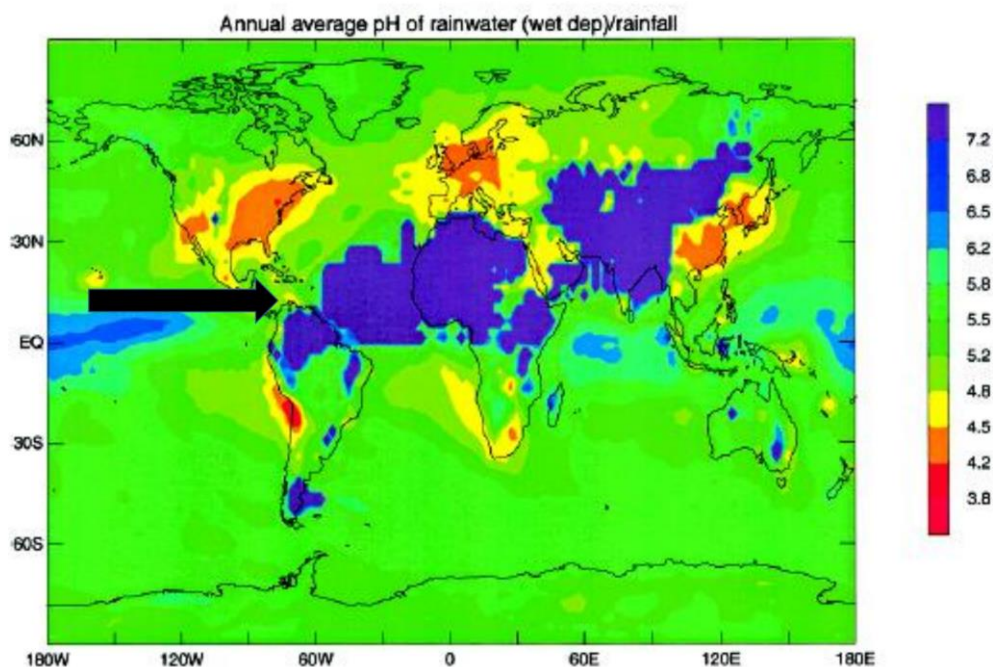 Annual average pH of rainwater (wet dep)/rainfall
60N
30N
EQ
30S
60S
180W
120W
60W
0
60E
120E
180E
7.2
6.8
6.5
6.2
5.8
5.5
5.2
4.5
4.2
3.8